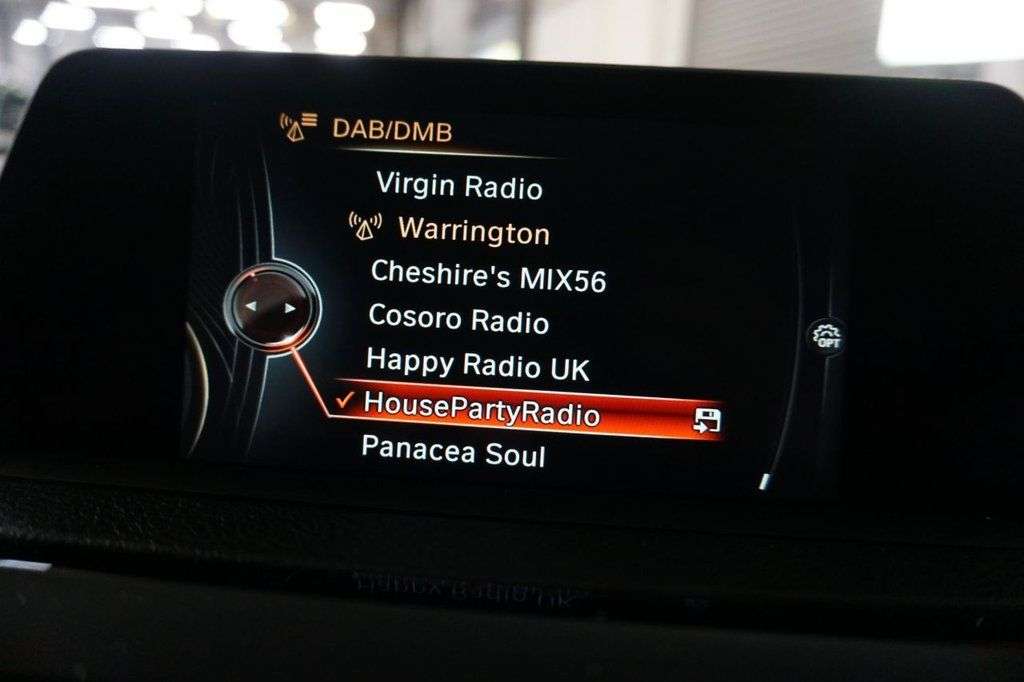 DAB/DMB
Virgin Radio
Warrington
Cheshire's MIX56
Cosoro Radio
OPT
Happy Radio UK
HousePartyRadio
Panacea Soul